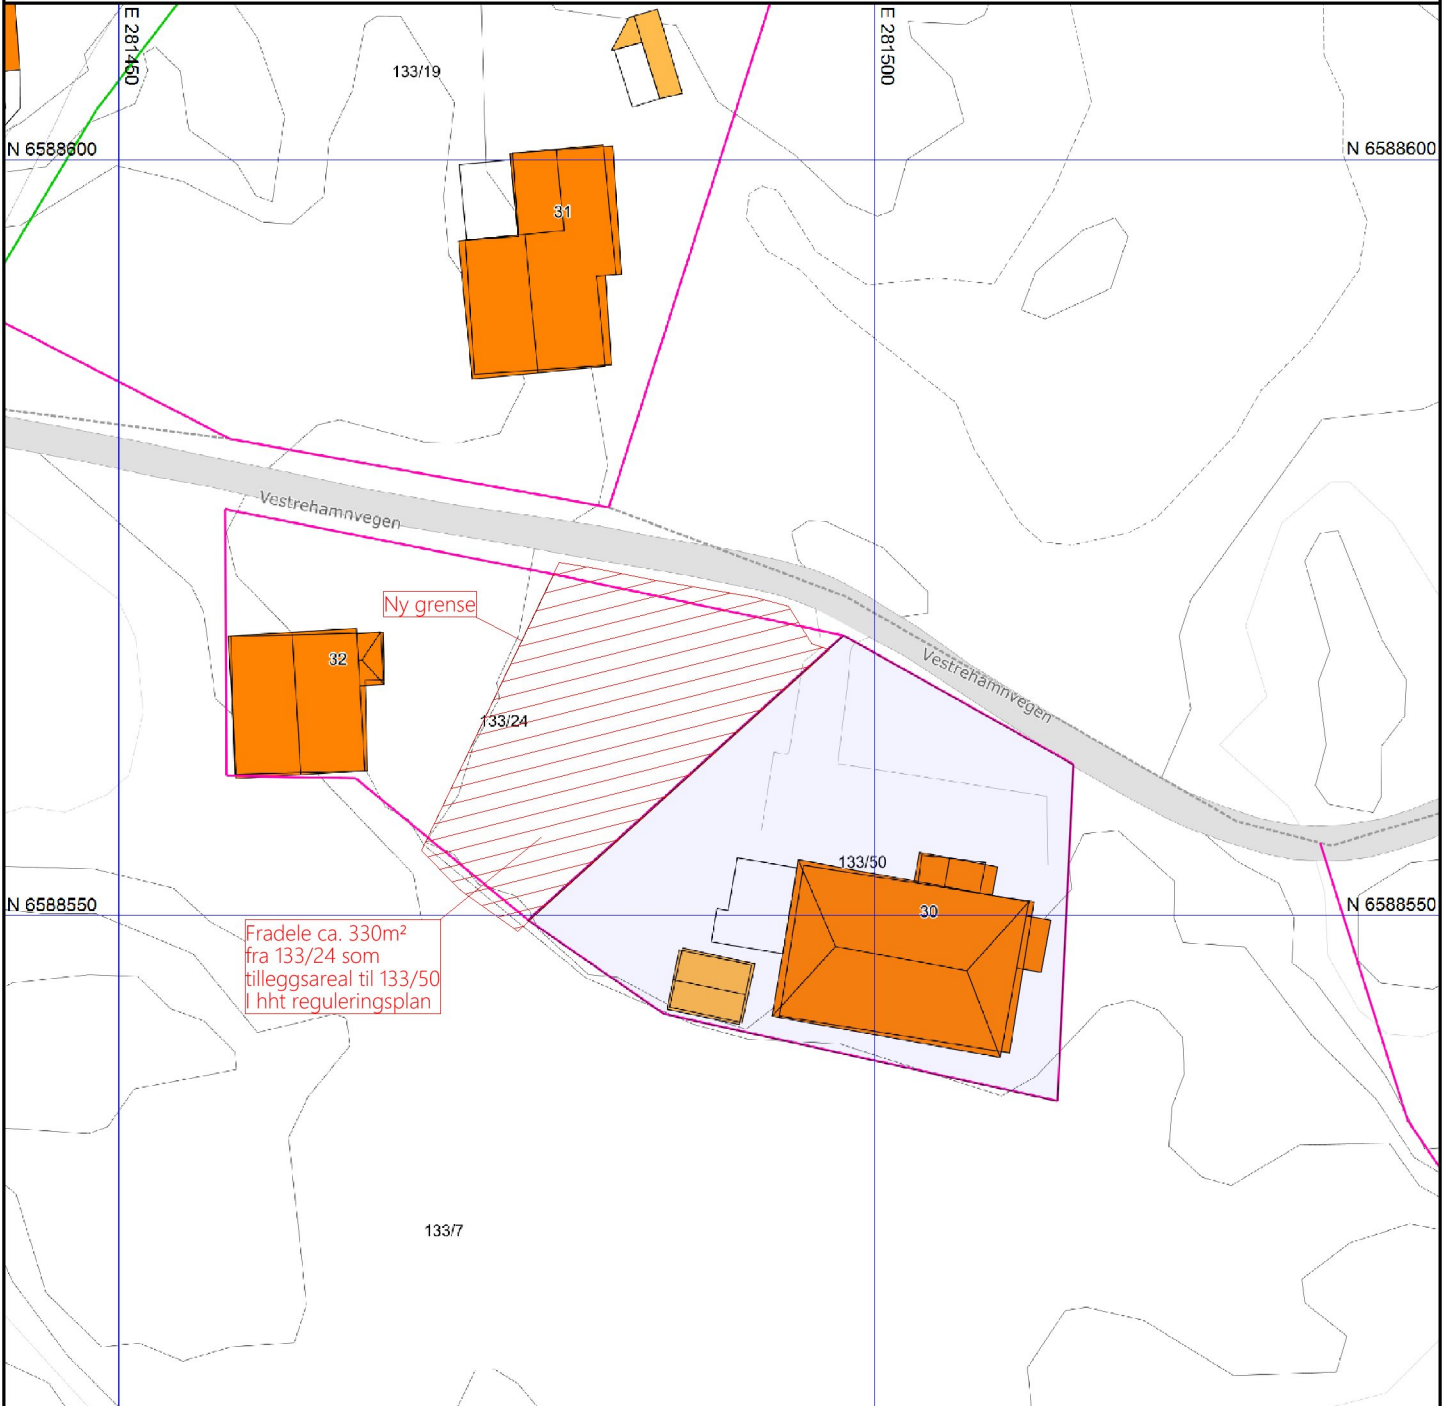 E 281450
E 281500
133/19
N 6588600
N 6588600
31
Vestrehamnvegen
Ny grense
32
Vestrehamnvegen
133/24
133/50
30
N 6588550
N 6588550
Fradele ca. 330m²
fra 133/24 som
tilleggsareal til 133/50
I hht reguleringsplan
133/7